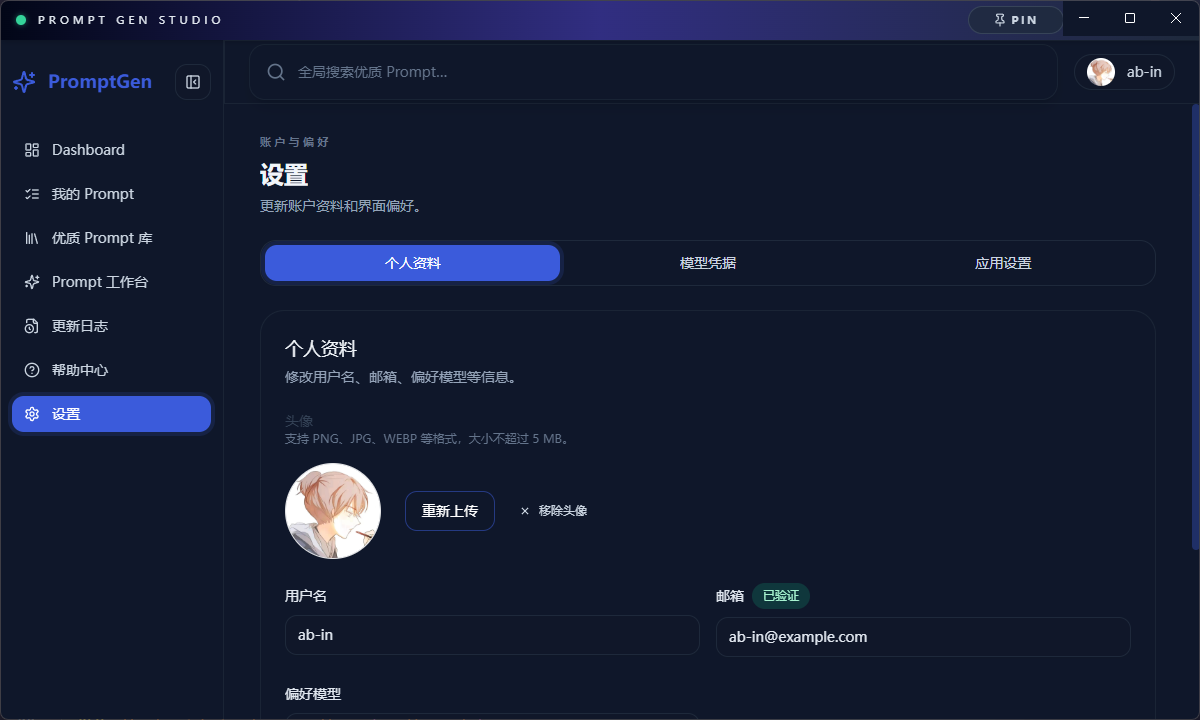 PROMPT GEN STUDIO
PIN
PromptGen
全局搜索优质 Prompt...
ab-in
Dashboard
我的 Prompt
优质 Prompt 库
Prompt 工作台
更新日志
帮助中心
设置
账户与偏好
设置
更新账户资料和界面偏好。
个人资料
模型凭据
应用设置
个人资料
修改用户名、邮箱、偏好模型等信息。
头像
支持 PNG、JPG、WEBP 等格式，大小不超过 5 MB。
重新上传
× 移除头像
用户名
ab-in
邮箱 已验证
ab-in@example.com
偏好模型